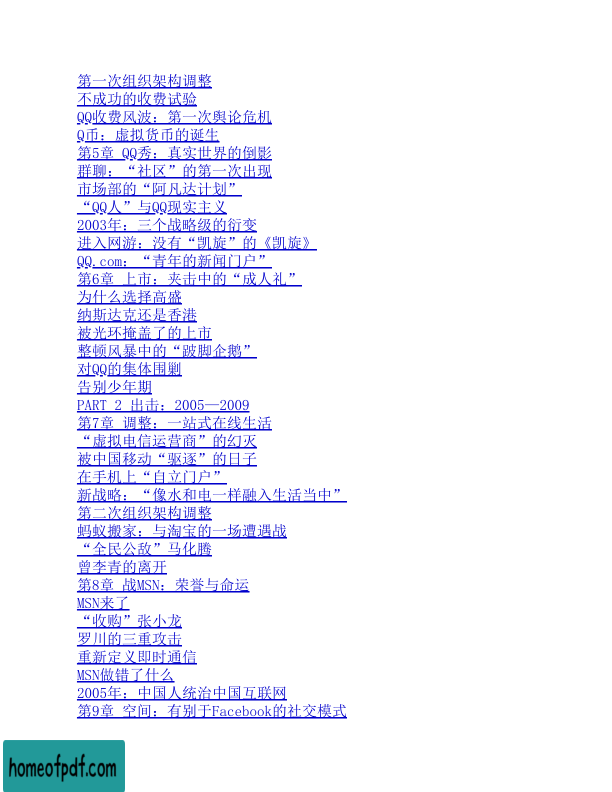 第一次组织架构调整
不成功的收费试验
QQ收费风波：第一次舆论危机
Q币：虚拟货币的诞生
第5章 QQ秀：真实世界的倒影
群聊：“社区”的第一次出现
市场部的“阿凡达计划”
“QQ人”与QQ现实主义
2003年：三个战略级的衍变
进入网游：没有“凯旋”的《凯旋》
QQ.com：“青年的新闻门户”
第6章 上市：夹击中的“成人礼”
为什么选择高盛
纳斯达克还是香港
被光环掩盖了的上市
整顿风暴中的“跛脚企鹅”
对QQ的集体围剿
告别少年期
PART 2 出击：2005—2009
第7章 调整：一站式在线生活
“虚拟电信运营商”的幻灭
被中国移动“驱逐”的日子
在手机上“自立门户”
新战略：“像水和电一样融入生活当中”
第二次组织架构调整
蚂蚁搬家：与淘宝的一场遭遇战
“全民公敌”马化腾
曾李青的离开
第8章 战MSN：荣誉与命运
MSN来了
“收购”张小龙
罗川的三重攻击
重新定义即时通信
MSN做错了什么
2005年：中国人统治中国互联网
第9章 空间：有别于Facebook的社交模式
homeofpdf.com